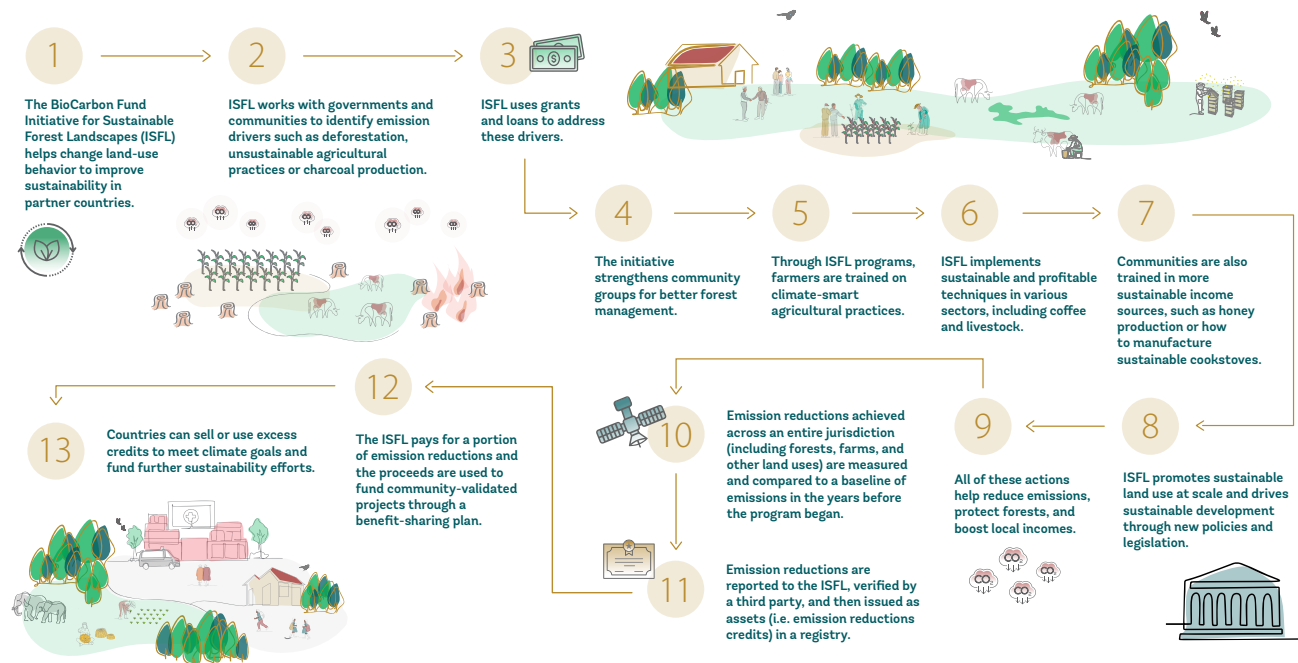 1
The BioCarbon Fund
Initiative for Sustainable
Forest Landscapes (ISFL)
helps change land-use
behavior to improve
sustainability in
partner countries.
2
ISFL works with governments and
communities to identify emission
drivers such as deforestation,
unsustainable agricultural
practices or charcoal production.
3
ISFL uses grants
and loans to address
these drivers.
4
The initiative
strengthens community
groups for better forest
management.
5
Through ISFL programs,
farmers are trained on
climate-smart
agricultural practices.
6
ISFL implements
sustainable and profitable
techniques in various
sectors, including coffee
and livestock.
7
Communities are also
trained in more
sustainable income
sources, such as honey
production or how
to manufacture
sustainable cookstoves.
8
ISFL promotes sustainable
land use at scale and drives
sustainable development
through new policies and
legislation.
9
All of these actions
help reduce emissions,
protect forests, and
boost local incomes.
CO2
CO2
CO2
CO2
10
Emission reductions achieved
across an entire jurisdiction
(including forests, farms, and
other land uses) are measured
and compared to a baseline of
emissions in the years before
the program began.
11
Emission reductions are
reported to the ISFL, verified by
a third party, and then issued as
assets (i.e. emission reductions
credits) in a registry.
12
The ISFL pays for a portion
of emission reductions and
the proceeds are used to
fund community-validated
projects through a
benefit-sharing plan.
13
Countries can sell or use excess
credits to meet climate goals and
fund further sustainability efforts.